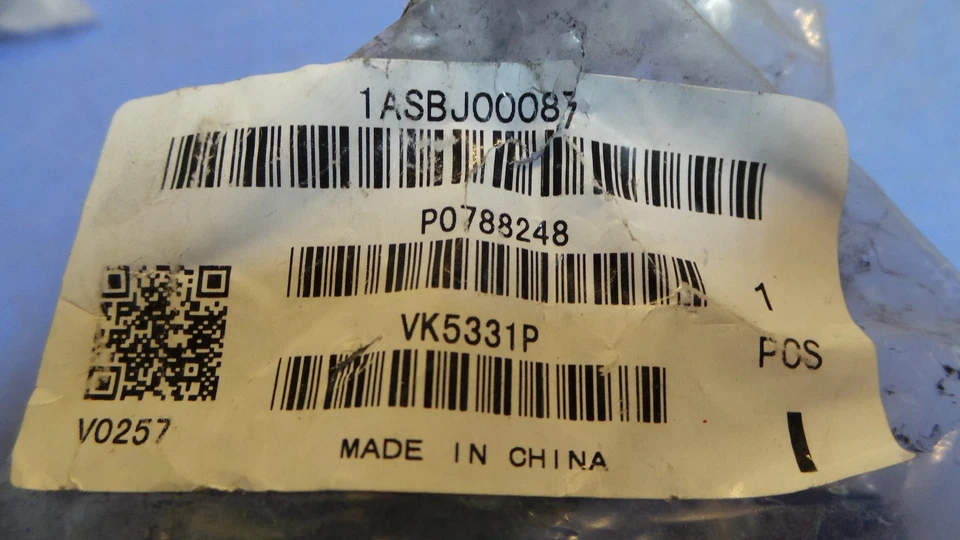 1ASBJ00087
P0788248
1
VK5331P
PCS
V0257
MADE IN CHINA